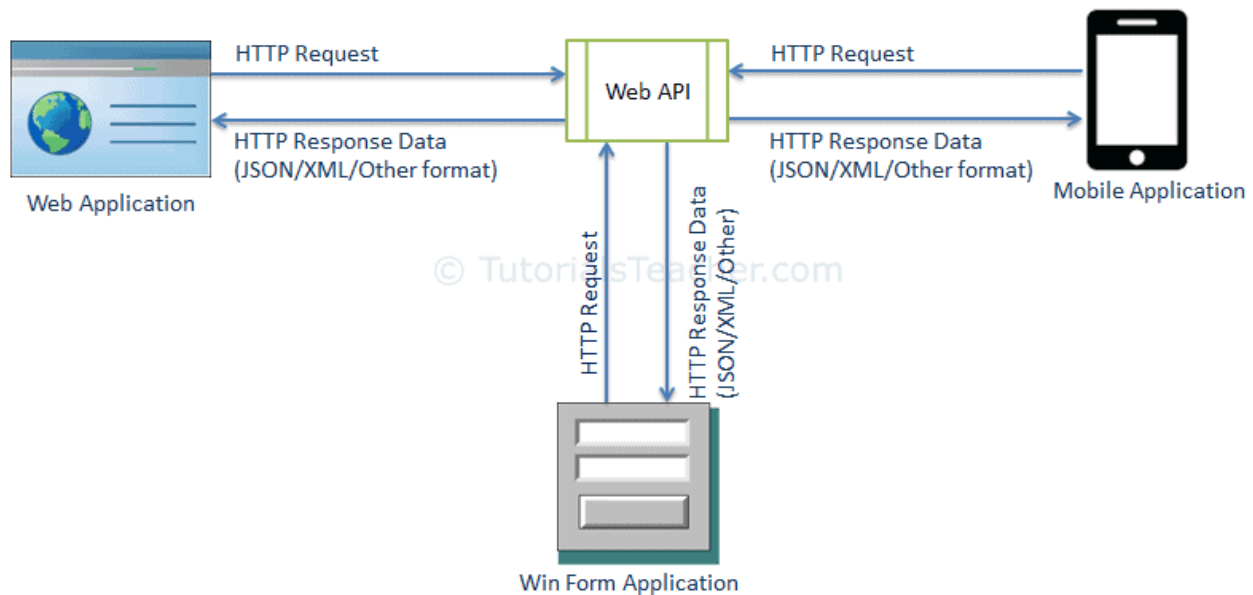 HTTP Request
HTTP Response Data
(JSON/XML/Other format)
Web Application
Web API
HTTP Request
HTTP Response Data
(JSON/XML/Other format)
Mobile Application
© TutorialsTeacher.com
HTTP Request
HTTP Response Data
(JSON/XML/Other)
Win Form Application